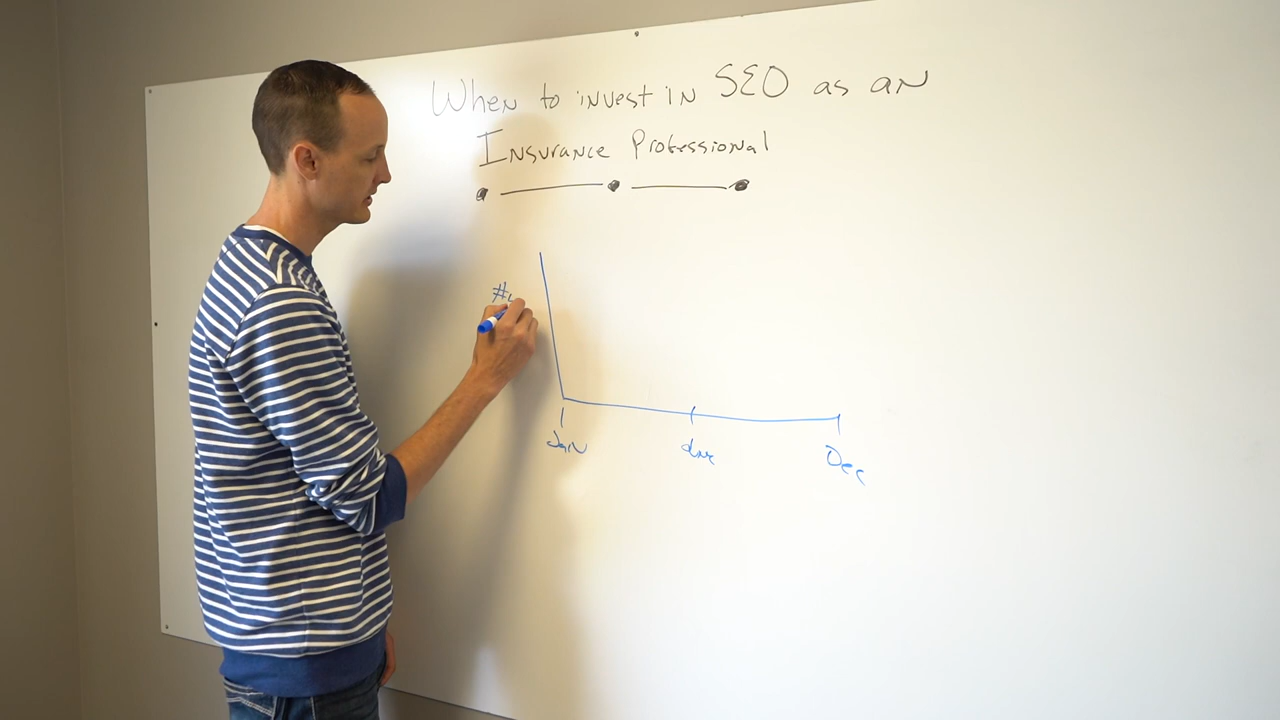 When to invest in SEO as an
Insurance Professional
#
Jan
June
Dec